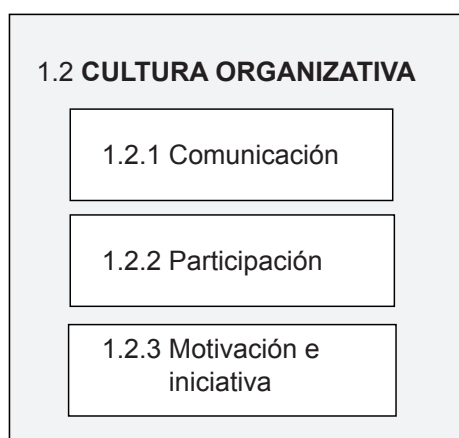 1.2 CULTURA ORGANIZATIVA
1.2.1 Comunicación
1.2.2 Participación
1.2.3 Motivación e
iniciativa